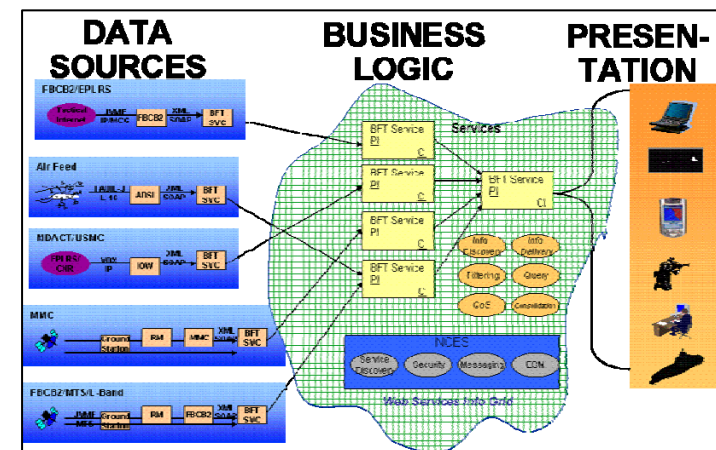 DATA
SOURCES
BUSINESS
LOGIC
PRESEN-
TATION
FBCB2/EPLRS
Tactical
Internet
JVMF
IP/MCG
FBCB2
XML
SOAP
BFT
SVC
Air Feed
TADIL-J
L 16
ADSI
XML
SOAP
BFT
SVC
MDACT/USMC
EPLRS/
CNR
VMF
IP
IOW
XML
SOAP
BFT
SVC
MMC
Ground
Station
RM
MMC
XML
SOAP
BFT
SVC
FBCB2/MTS/L-Band
JVMF
MTS
Ground
Station
RM
FBCB2
XML
SOAP
BFT
SVC
Services
BFT Service
PI
C
BFT Service
PI
C
BFT Service
PI
C
BFT Service
PI
C
BFT Service
PI
CI
Info
Discovery
Info
Delivery
Filtering
Query
QoS
Consolidation
NCES
Service
Discovery
Security
Messaging
ESM
Web Services Info Grid